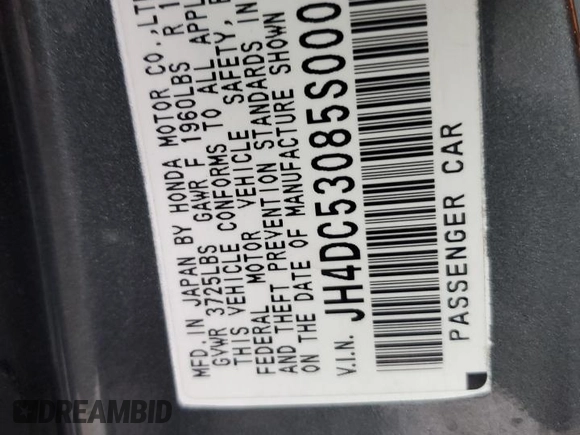 MFD. IN JAPAN BY HONDA MOTOR CO.,LT
GVWR 3725LBS GAWR F 1960LBS R 1
THIS VEHICLE CONFORMS TO ALL APPL
FEDERAL MOTOR VEHICLE SAFETY,
AND THEFT PREVENTION STANDARDS IN
ON THE DATE OF MANUFACTURE SHOWN
V.I.N. JH4DC53085S000
PASSENGER CAR
DREAMBID